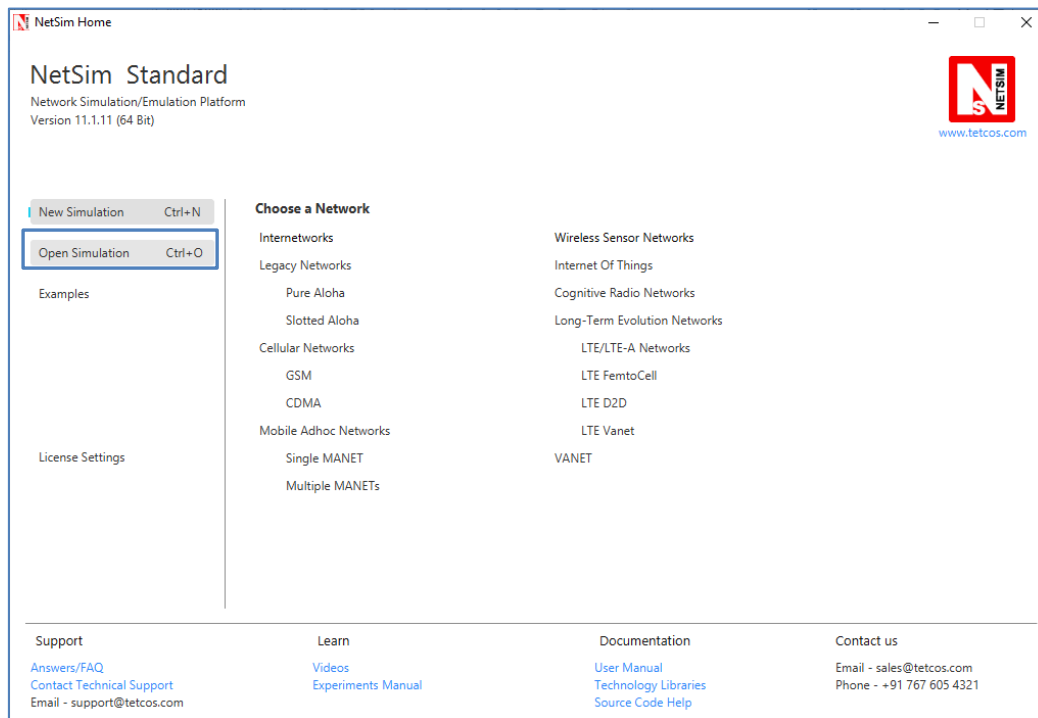 NetSim Home
NetSim Standard
Network Simulation/Emulation Platform
Version 11.1.11 (64 Bit)
NS NETSIM
www.tetcos.com
New Simulation Ctrl+N
Open Simulation Ctrl+O
Examples
License Settings
Choose a Network
Internetworks
Legacy Networks
Pure Aloha
Slotted Aloha
Cellular Networks
GSM
CDMA
Mobile Adhoc Networks
Single MANET
Multiple MANETs
Wireless Sensor Networks
Internet Of Things
Cognitive Radio Networks
Long-Term Evolution Networks
LTE/LTE-A Networks
LTE FemtoCell
LTE D2D
LTE Vanet
VANET
Support
Answers/FAQ
Contact Technical Support
Email - support@tetcos.com
Learn
Videos
Experiments Manual
Documentation
User Manual
Technology Libraries
Source Code Help
Contact us
Email - sales@tetcos.com
Phone - +91 767 605 4321